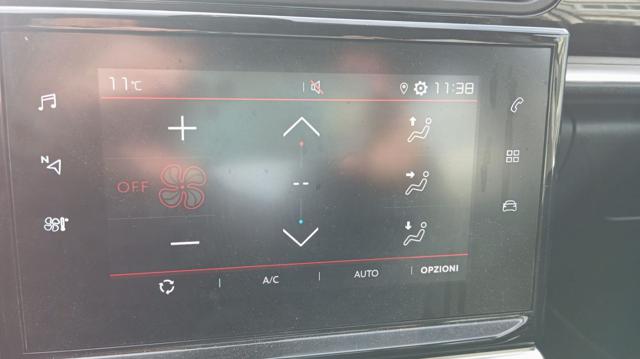 11°C 11:38
N
OFF --
A/C AUTO OPZIONI